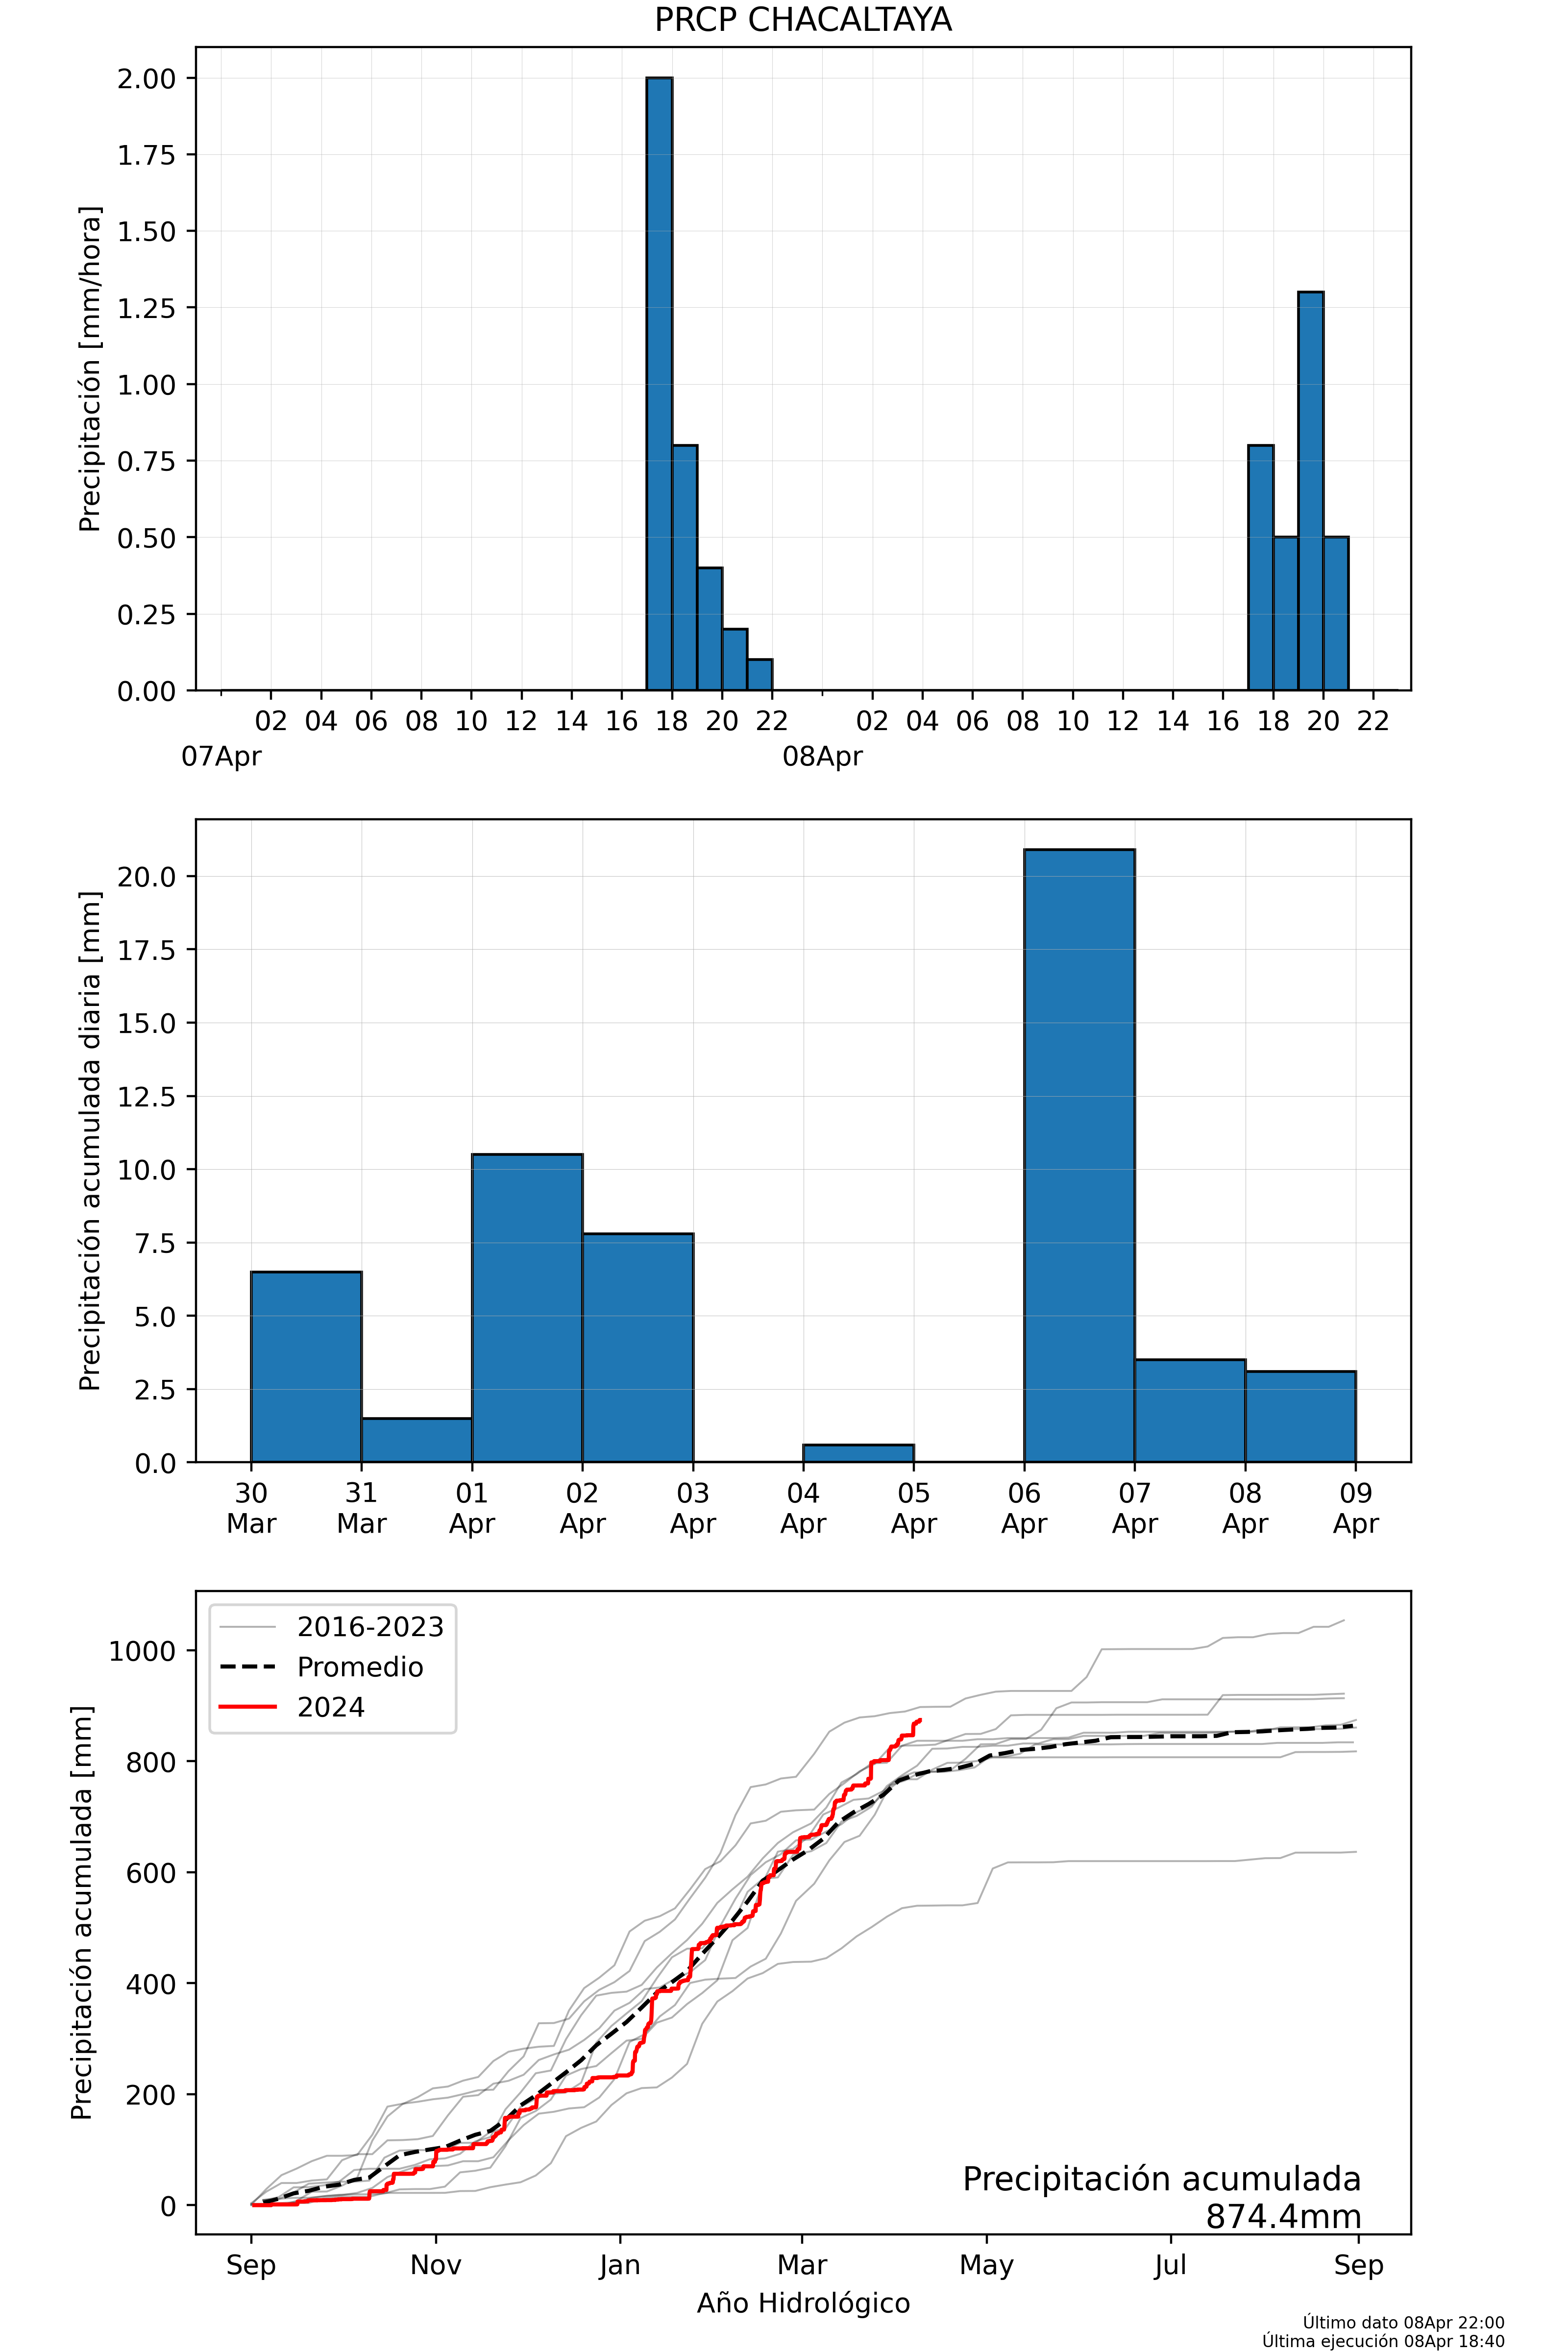 PRCP CHACALTAYA
Precipitación [mm/hora]
2.00
1.75
1.50
1.25
1.00
0.75
0.50
0.25
0.00
02 04 06 08 10 12 14 16 18 20 22 02 04 06 08 10 12 14 16 18 20 22
07Apr 08Apr
Precipitación acumulada diaria [mm]
20.0
17.5
15.0
12.5
10.0
7.5
5.0
2.5
0.0
30 31 01 02 03 04 05 06 07 08 09
Mar Mar Apr Apr Apr Apr Apr Apr Apr Apr Apr
Precipitación acumulada [mm]
1000
800
600
400
200
0
2016-2023
Promedio
2024
Precipitación acumulada
874.4mm
Sep Nov Jan Mar May Jul Sep
Año Hidrológico
Último dato 08Apr 22:00
Última ejecución 08Apr 18:40